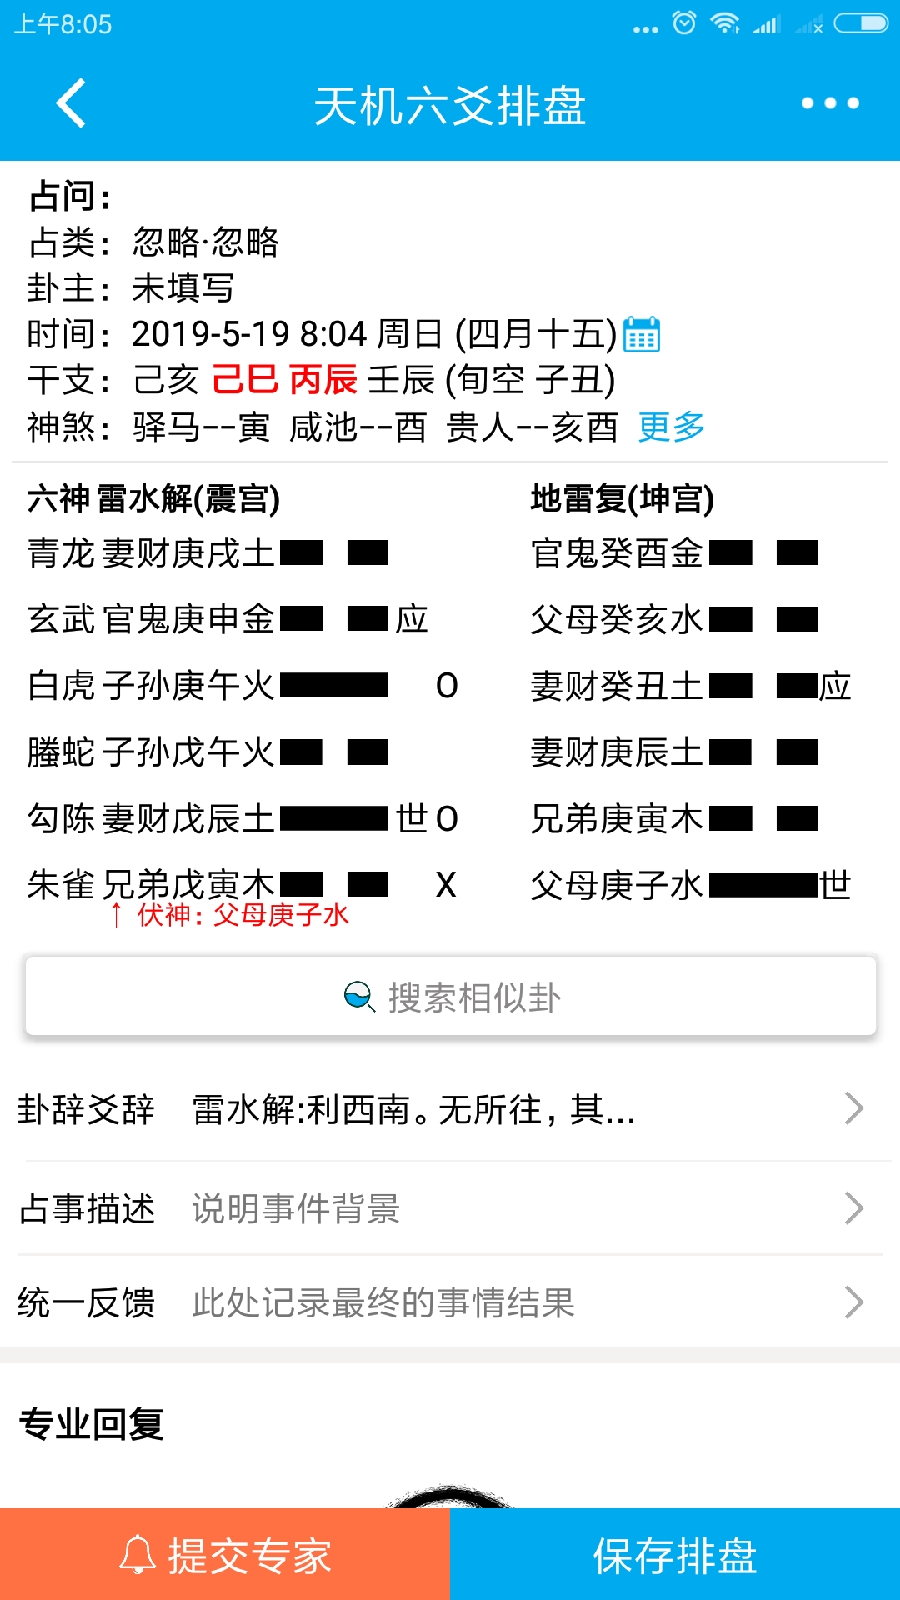 上午8:05
天机六爻排盘
占问：
占类：忽略·忽略
卦主：未填写
时间：2019-5-19 8:04 周日 (四月十五)
干支：己亥 己巳 丙辰 壬辰 (旬空 子丑)
神煞：驿马--寅 咸池--酉 贵人--亥酉 更多
六神 雷水解(震宫) 地雷复(坤宫)
青龙 妻财庚戌土 官鬼癸酉金
玄武 官鬼庚申金 应 父母癸亥水
白虎 子孙庚午火 O 妻财癸丑土 应
螣蛇 子孙戊午火 妻财庚辰土
勾陈 妻财戊辰土 世 O 兄弟庚寅木
朱雀 兄弟戊寅木 X 父母庚子水 世
↑ 伏神：父母庚子水
搜索相似卦
卦辞爻辞 雷水解:利西南。无所往，其...
占事描述 说明事件背景
统一反馈 此处记录最终的事情结果
专业回复
提交专家 保存排盘